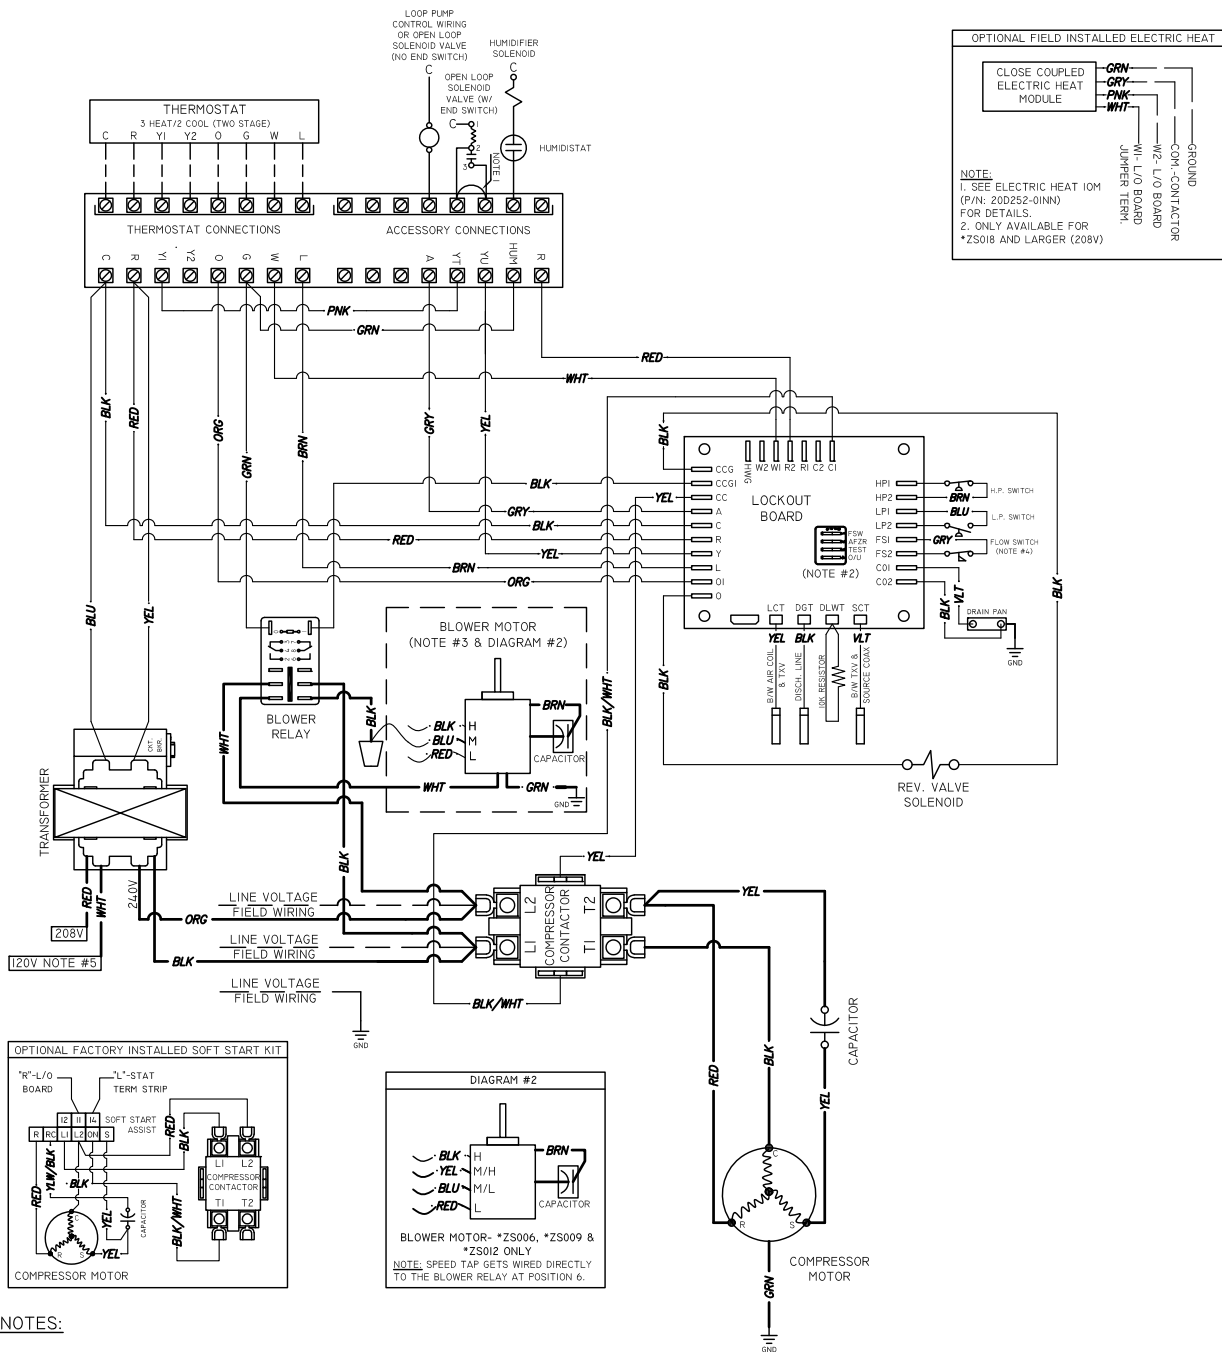 LOOP PUMP
CONTROL WIRING
OR OPEN LOOP
SOLENOID VALVE
(NO END SWITCH)
C
HUMIDIFIER
SOLENOID
C
OPEN LOOP
SOLENOID
VALVE (W/
END SWITCH)
C
1
2
3
NOTE 1
HUMIDISTAT
OPTIONAL FIELD INSTALLED ELECTRIC HEAT
CLOSE COUPLED
ELECTRIC HEAT
MODULE
GRN
GRY
PNK
WHT
GROUND
COM.-CONTACTOR
W2- L/O BOARD
W1- L/O BOARD
JUMPER TERM.
NOTE:
1. SEE ELECTRIC HEAT IOM
(P/N: 20D252-01NN)
FOR DETAILS.
2. ONLY AVAILABLE FOR
*ZS018 AND LARGER (208V)
THERMOSTAT
3 HEAT/2 COOL (TWO STAGE)
C R Y1 Y2 O G W L
THERMOSTAT CONNECTIONS
ACCESSORY CONNECTIONS
C R Y1 Y2 O G W L A YT YU HUM R
PNK
GRN
RED
WHT
BLK
RED
ORG
GRN
BRN
GRY
YEL
BLK
BLK
YEL
GRY
BLK
RED
YEL
BRN
ORG
HWG W2 W1 R2 R1 C2 C1
CCG
CCG1
CC
A
C
R
Y
L
O1
O
LOCKOUT
BOARD
FSW
AFZR
TEST
O/U
(NOTE #2)
HP1
HP2
LP1
LP2
FS1
FS2
CO1
CO2
BRN
H.P. SWITCH
BLU
L.P. SWITCH
GRY
FLOW SWITCH
(NOTE #4)
VLT
BLK
DRAIN PAN
GND
BLK
LCT DGT DLWT SCT
YEL BLK VLT
B/W AIR COIL
& TXV
DISCH. LINE
10K RESISTOR
B/W TXV &
SOURCE COAX
BLK
REV. VALVE
SOLENOID
BLU
YEL
BLOWER
RELAY
BLOWER MOTOR
(NOTE #3 & DIAGRAM #2)
BLK H
BLU M
RED L
BRN
CAPACITOR
WHT
GRN
GND
BLK
WHT
BLK/WHT
CKT.
BKR.
TRANSFORMER
RED
WHT
240V
208V
120V NOTE #5
ORG
BLK
BLK
LINE VOLTAGE
FIELD WIRING
LINE VOLTAGE
FIELD WIRING
LINE VOLTAGE
FIELD WIRING
GND
YEL
L2
L1
COMPRESSOR
CONTACTOR
T2
T1
BLK/WHT
YEL
RED
BLK
YEL
CAPACITOR
C
R
S
COMPRESSOR
MOTOR
GRN
GND
OPTIONAL FACTORY INSTALLED SOFT START KIT
"R"-L/O
BOARD
"L"-STAT
TERM STRIP
12 11 14
SOFT START
ASSIST
R RC L1 L2 ON S
RED
BLK
YLW/BLK
BLK
RED
YEL
BLK/WHT
L1 L2
COMPRESSOR
CONTACTOR
T1 T2
CAPACITOR
C
R
S
YEL
COMPRESSOR MOTOR
DIAGRAM #2
BLK H
YEL M/H
BLU M/L
RED L
BRN
CAPACITOR
BLOWER MOTOR- *ZS006, *ZS009 &
*ZS012 ONLY
NOTE: SPEED TAP GETS WIRED DIRECTLY
TO THE BLOWER RELAY AT POSITION 6.
NOTES: